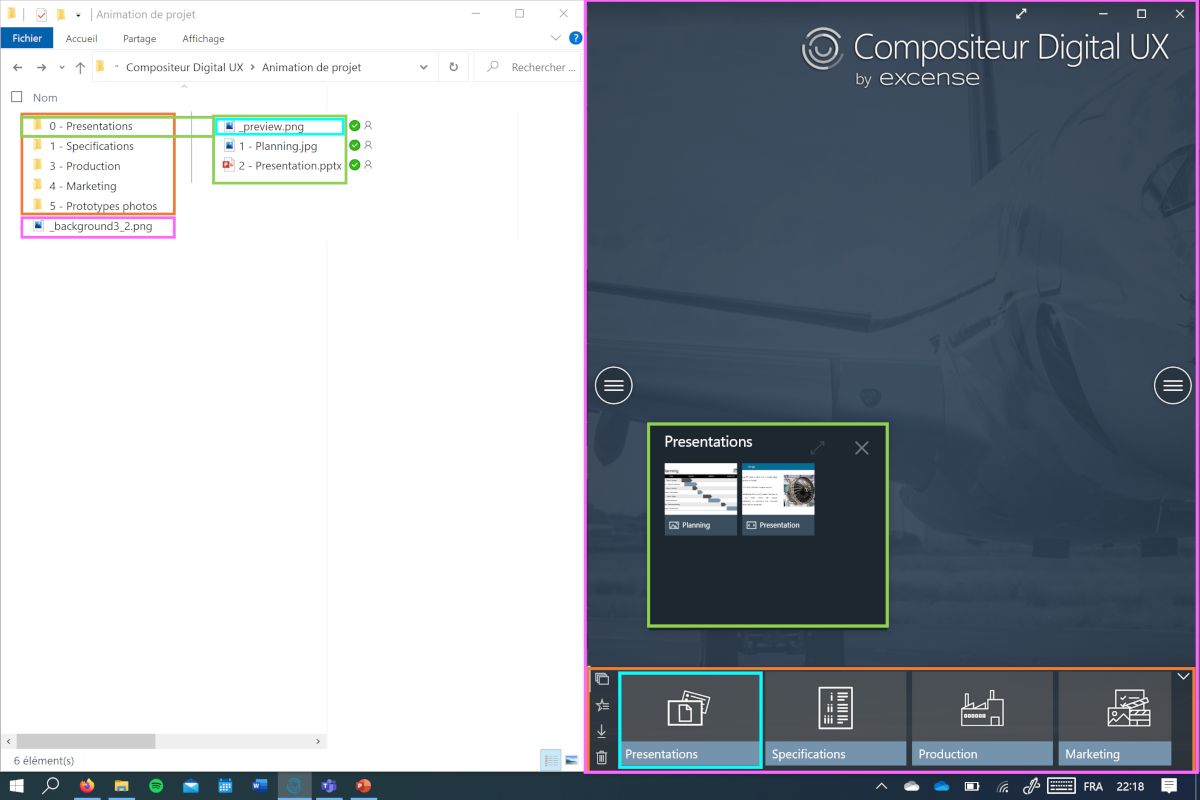 Animation de projet
Fichier
Accueil
Partage
Affichage
Compositeur Digital UX
Animation de projet
Rechercher ...
Nom
0 - Presentations
1 - Specifications
3 - Production
4 - Marketing
5 - Prototypes photos
_background3_2.png
_preview.png
1 - Planning.jpg
2 - Presentation.pptx
6 élément(s)
Compositeur Digital UX
by excense
Presentations
Planning
Presentation
Presentations
Specifications
Production
Marketing
FRA
22:18